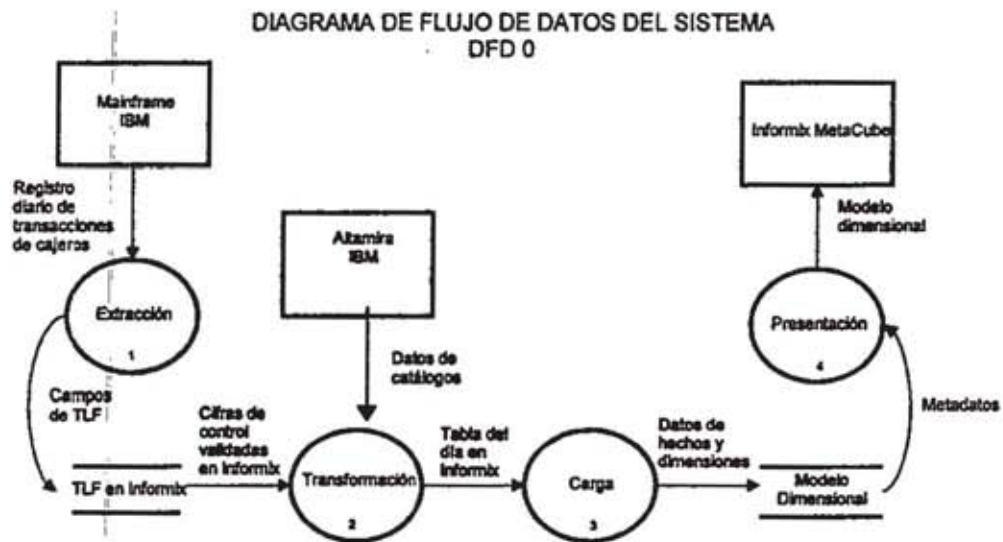 DIAGRAMA DE FLUJO DE DATOS DEL SISTEMA
DFD 0
Mainframe
IBM
Informix MetaCube
Registro
diario de
transacciones
de cajeros
Altamira
IBM
Modelo
dimensional
Extracción
1
Presentación
4
Datos de
catálogos
Campos
de TLF
Cifras de
control
validadas
en Informix
Tabla del
día en
Informix
Datos de
hechos y
dimensiones
Metadatos
TLF en Informix
Transformación
2
Carga
3
Modelo
Dimensional